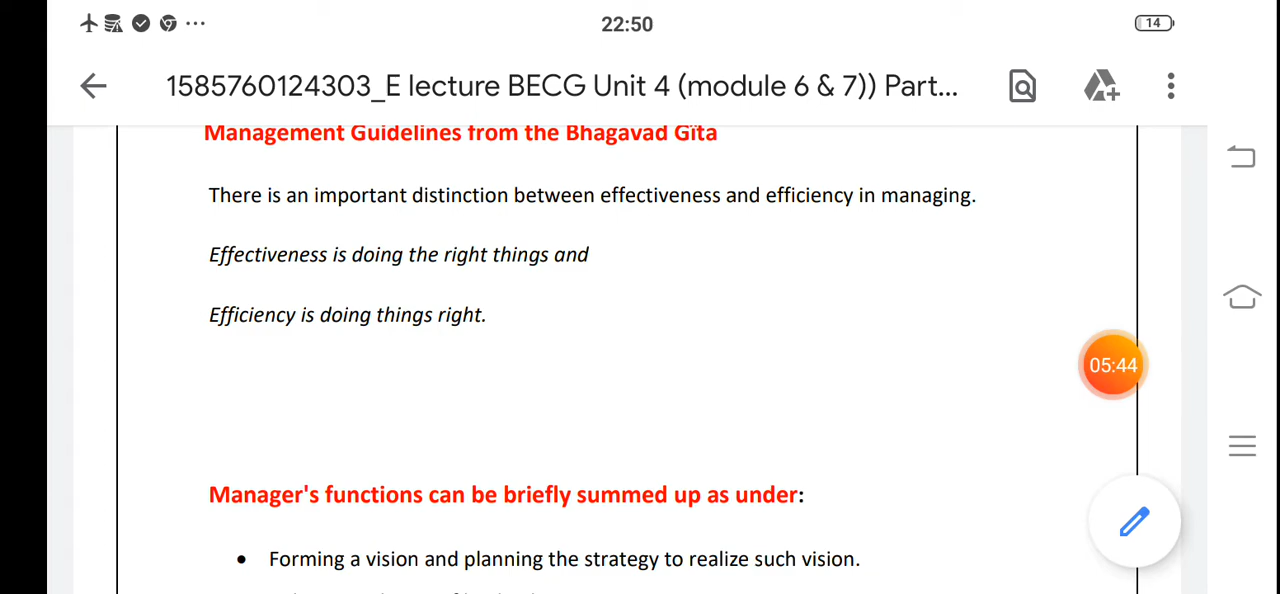 22:50
14
1585760124303_E lecture BECG Unit 4 (module 6 & 7)) Part...
Management Guidelines from the Bhagavad Gita
There is an important distinction between effectiveness and efficiency in managing.
Effectiveness is doing the right things and
Efficiency is doing things right.
05:44
Manager's functions can be briefly summed up as under:
• Forming a vision and planning the strategy to realize such vision.